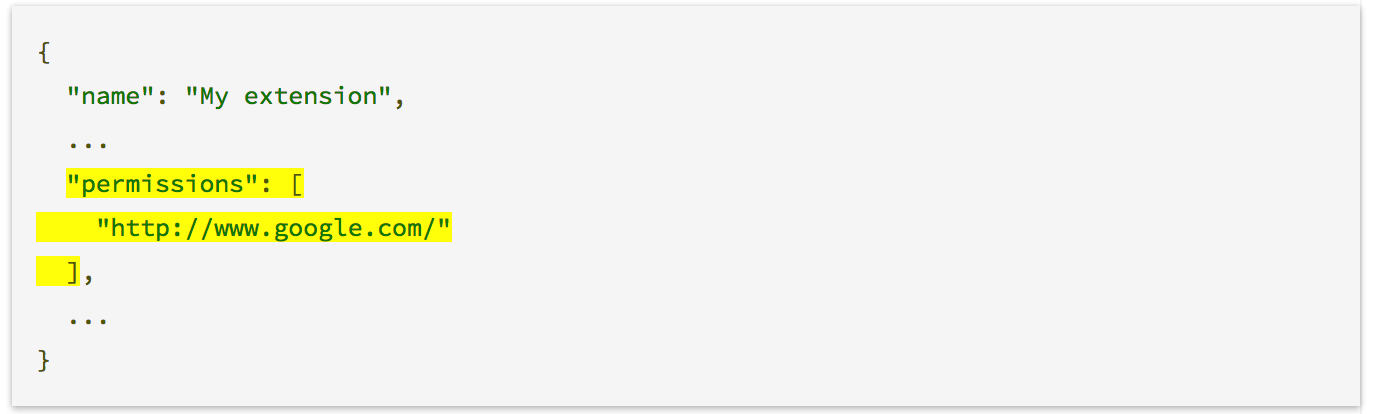 {
  "name": "My extension",
  ...
  "permissions": [
    "http://www.google.com/"
  ],
  ...
}